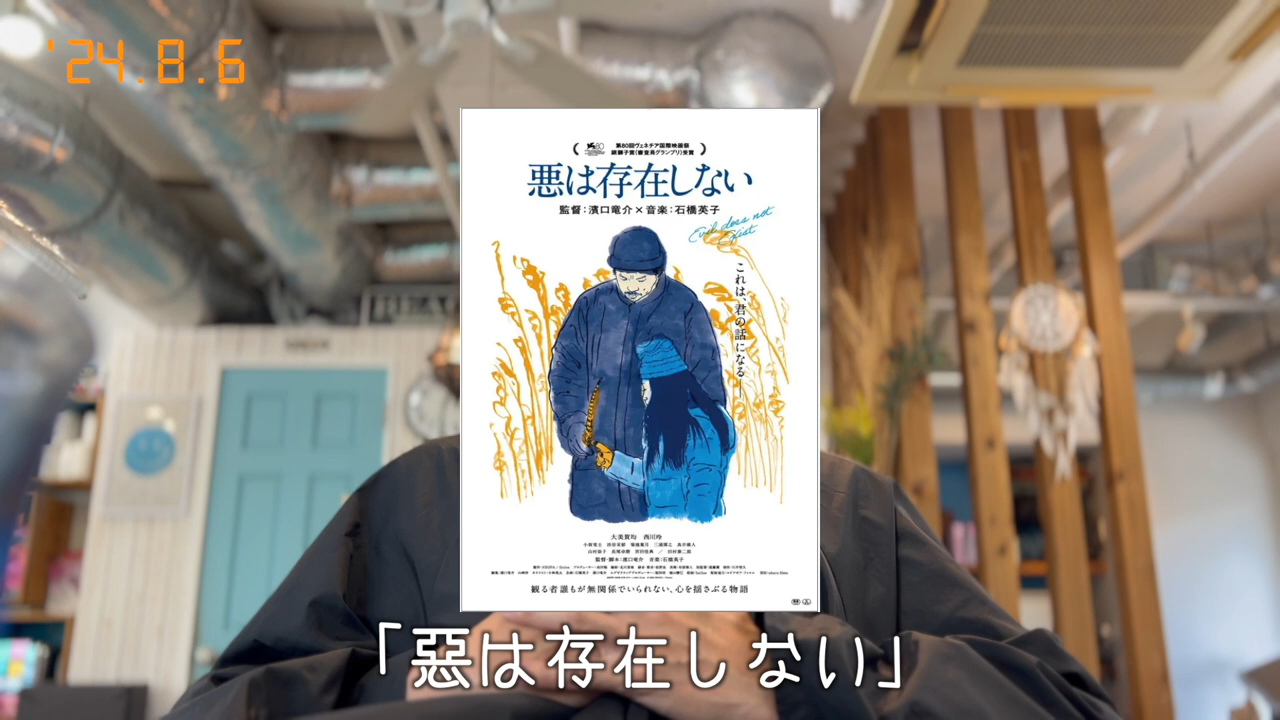 '24.8.6
第80回ヴェネチア国際映画祭
銀獅子賞(審査員グランプリ)受賞
悪は存在しない
監督:濱口竜介×音楽:石橋英子
Evil does not
Exist
これは、君の話になる
大美賀均 西川玲
監督・脚本:濱口竜介 音楽:石橋英子
観る者誰もが無関係でいられない、心を揺さぶる物語
「惡は存在しない」